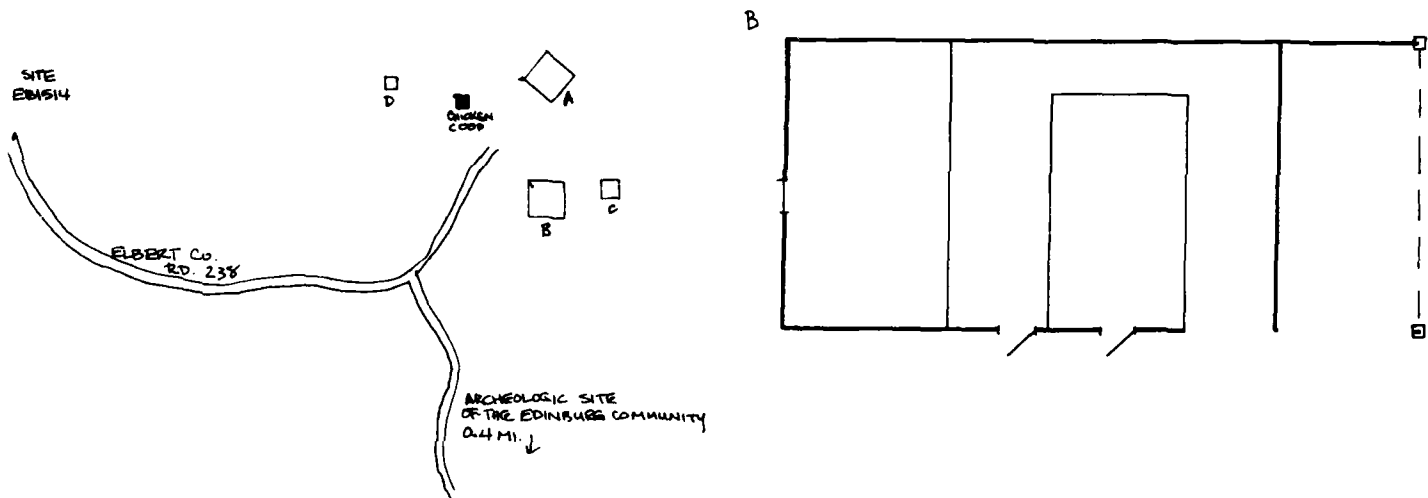 SITE
EB1514
D
CHICKEN
COOP
A
B
C
ELBERT CO.
RD. 238
ARCHEOLOGIC SITE
OF THE EDINBURG COMMUNITY
0.4 MI.
B